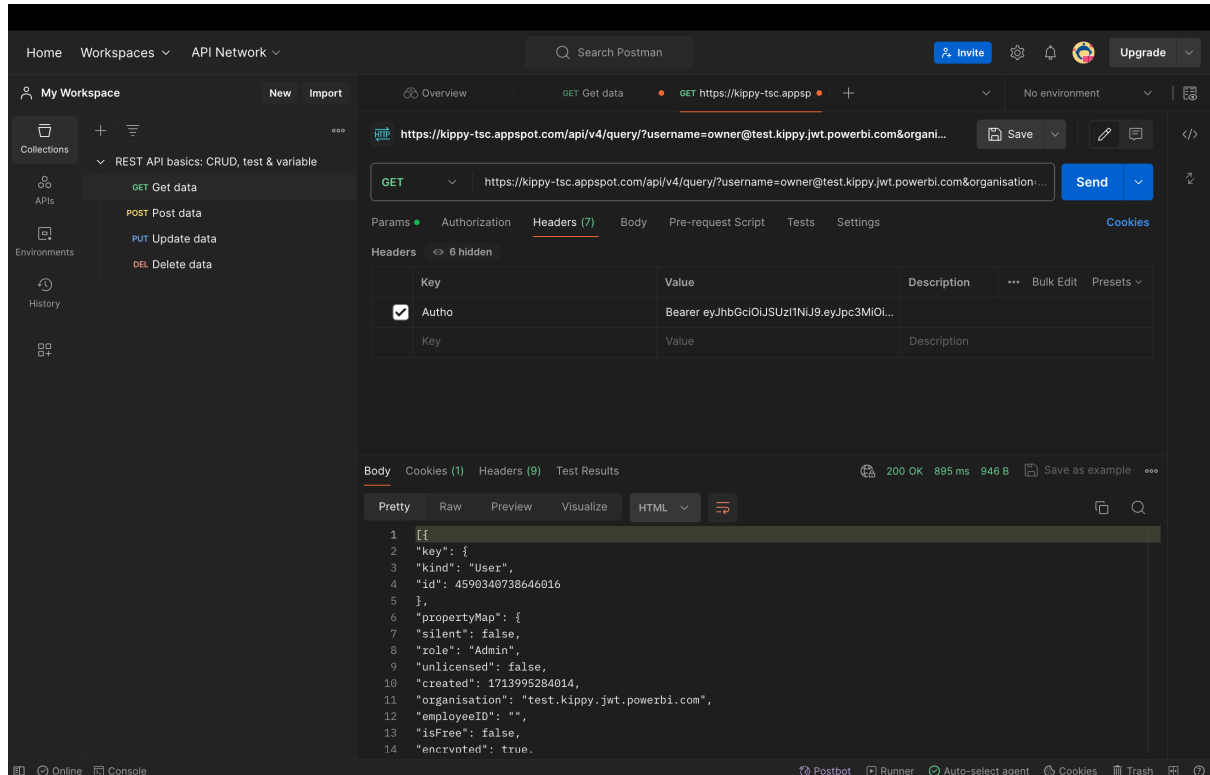 Home Workspaces API Network Search Postman Invite Upgrade
My Workspace New Import Overview GET Get data GET https://kippy-tsc.appsp + No environment
Collections
APIs
Environments
History
REST API basics: CRUD, test & variable
GET Get data
POST Post data
PUT Update data
DEL Delete data
HTTP https://kippy-tsc.appspot.com/api/v4/query/?username=owner@test.kippy.jwt.powerbi.com&organi... Save
GET https://kippy-tsc.appspot.com/api/v4/query/?username=owner@test.kippy.jwt.powerbi.com&organisation=... Send
Params Authorization Headers (7) Body Pre-request Script Tests Settings Cookies
Headers 6 hidden
Key Value Description Bulk Edit Presets
Autho Bearer eyJhbGciOiJSUzI1NiJ9.eyJpc3MiOi...
Key Value Description
Body Cookies (1) Headers (9) Test Results 200 OK 895 ms 946 B Save as example
Pretty Raw Preview Visualize HTML
1 [{
2 "key": {
3 "kind": "User",
4 "id": 4590340738646016
5 },
6 "propertyMap": {
7 "silent": false,
8 "role": "Admin",
9 "unlicensed": false,
10 "created": 1713995284014,
11 "organisation": "test.kippy.jwt.powerbi.com",
12 "employeeID": "",
13 "isFree": false,
14 "encrypted": true,
Online Console Postbot Runner Auto-select agent Cookies Trash